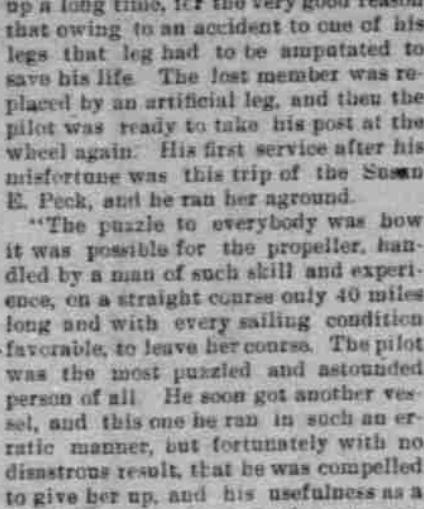 up a long time, for the very good reason
that owing to an accident to one of his
legs that leg had to be amputated to
save his life. The lost member was re-
placed by an artificial leg, and then the
pilot was ready to take his post at the
wheel again. His first service after his
misfortune was this trip of the Susan
E. Peck, and he ran her aground.
"The puzzle to everybody was how
it was possible for the propeller, han-
dled by a man of such skill and experi-
ence, on a straight course only 40 miles
long and with every sailing condition
favorable, to leave her course. The pilot
was the most puzzled and astounded
person of all. He soon got another ves-
sel, and this one he ran in such an er-
ratic manner, but fortunately with no
disastrous result, that he was compelled
to give her up, and his usefulness as a